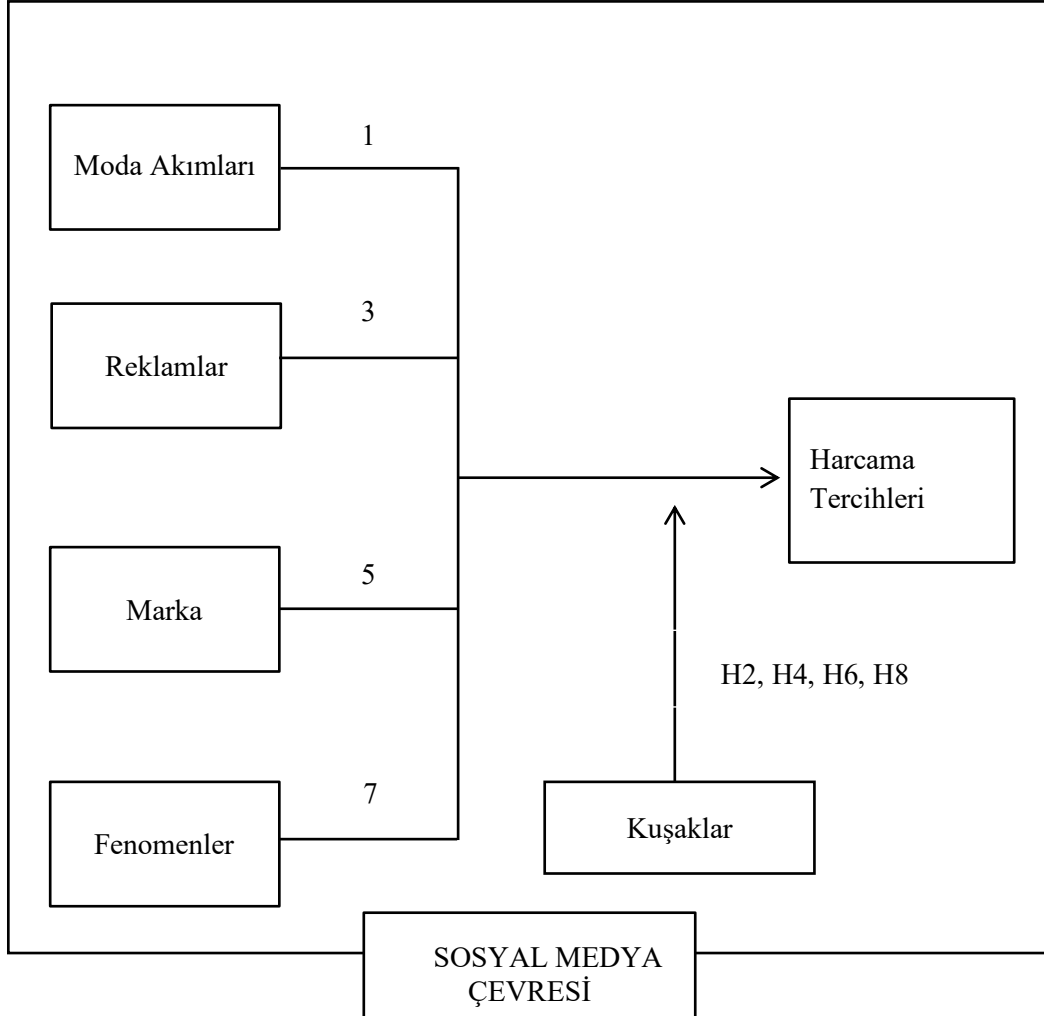 1
Moda Akımları
3
Reklamlar
Harcama
Tercihleri
5
Marka
H2, H4, H6, H8
7
Fenomenler
Kuşaklar
SOSYAL MEDYA
ÇEVRESİ